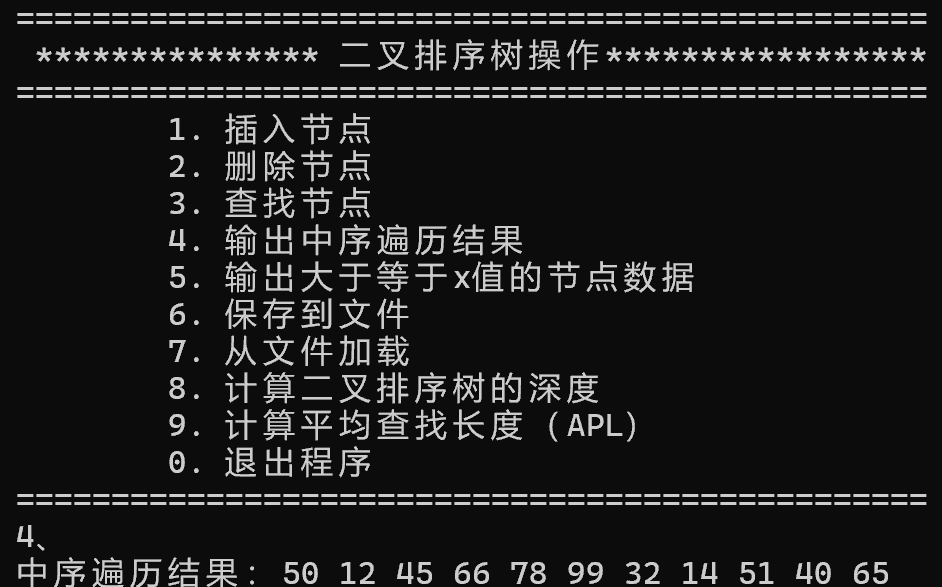 ================================================
*************** 二叉排序树操作*****************
================================================
1. 插入节点
2. 删除节点
3. 查找节点
4. 输出中序遍历结果
5. 输出大于等于x值的节点数据
6. 保存到文件
7. 从文件加载
8. 计算二叉排序树的深度
9. 计算平均查找长度（APL）
0. 退出程序
================================================
4、
中序遍历结果: 50 12 45 66 78 99 32 14 51 40 65